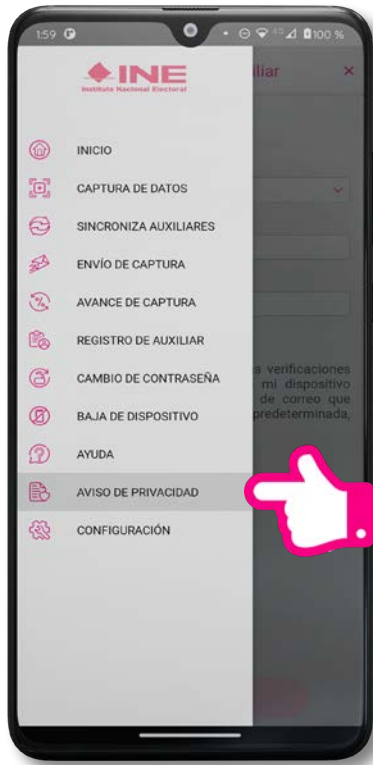 1:59 4G 100 %
INE
Instituto Nacional Electoral
iliar ×
INICIO
CAPTURA DE DATOS
SINCRONIZA AUXILIARES
ENVÍO DE CAPTURA
AVANCE DE CAPTURA
REGISTRO DE AUXILIAR
s verificaciones
CAMBIO DE CONTRASEÑA
mi dispositivo
de correo que
BAJA DE DISPOSITIVO
predeterminada,
AYUDA
AVISO DE PRIVACIDAD
CONFIGURACIÓN